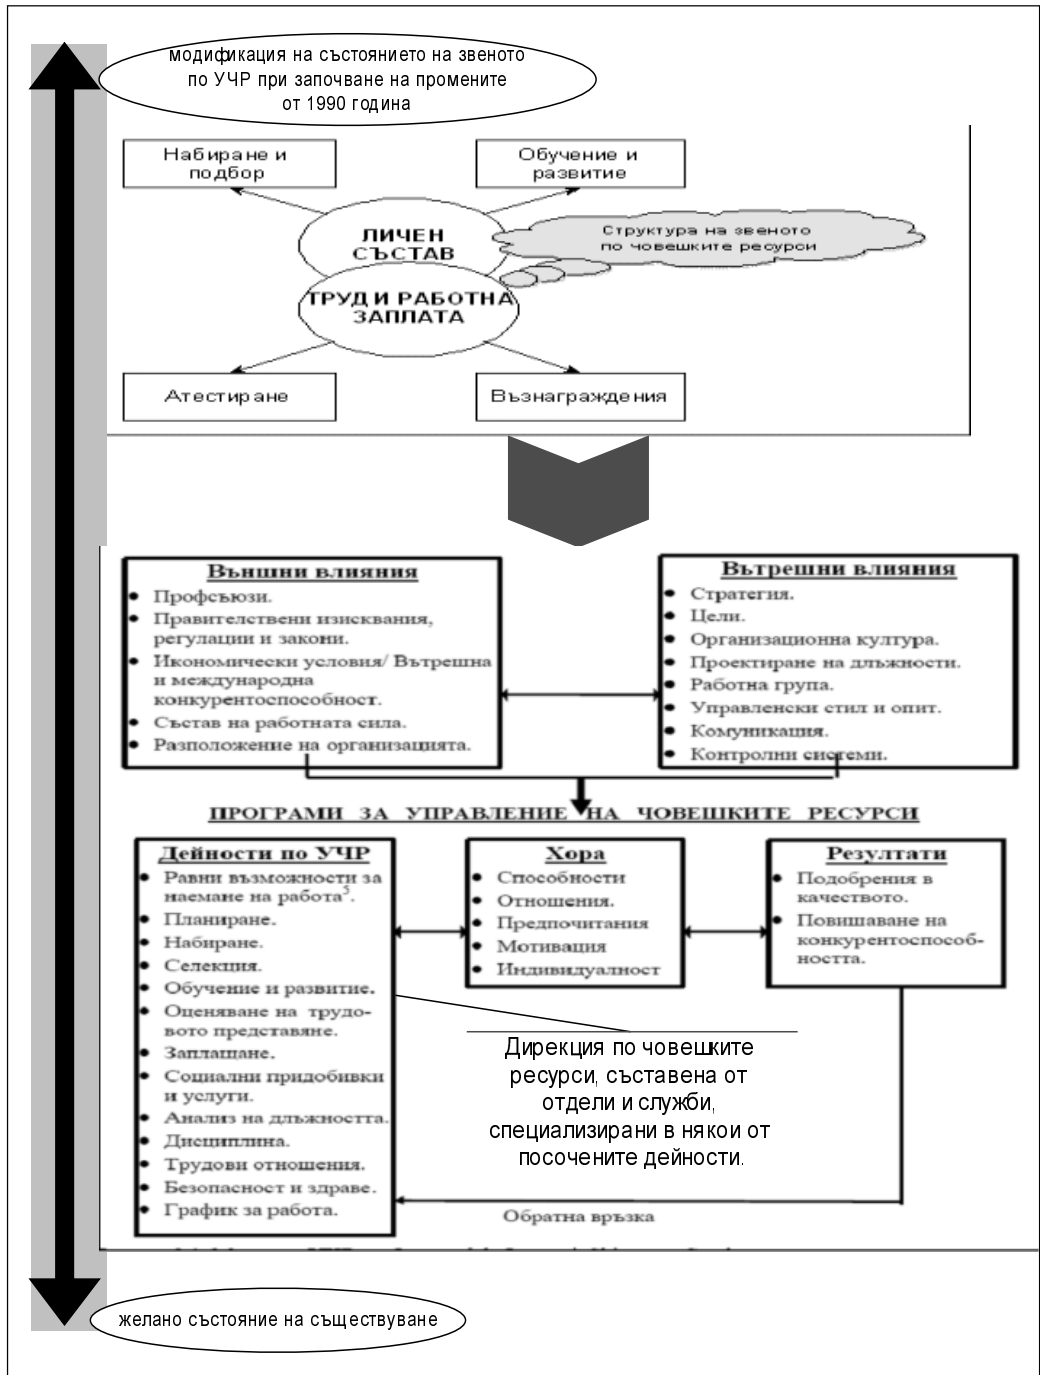 модификация на състоянието на звеното
по УЧР при започване на промените
от 1990 година
Набиране и
подбор
Обучение и
развитие
ЛИЧЕН
СЪСТАВ
Структура на звеното
по човешките ресурси
ТРУД И РАБОТНА
ЗАПЛАТА
Атестиране
Възнаграждения
Външни влияния
• Профсъюзи.
• Правителствени изисквания,
регулации и закони.
• Икономически условия/ Вътрешна
и международна
конкурентоспособност.
• Състав на работната сила.
• Разположение на организацията.
Вътрешни влияния
• Стратегия.
• Цели.
• Организационна култура.
• Проектиране на длъжности.
• Работна група.
• Управленски стил и опит.
• Комуникация.
• Контролни системи.
ПРОГРАМИ ЗА УПРАВЛЕНИЕ НА ЧОВЕШКИТЕ РЕСУРСИ
Дейности по УЧР
• Равни възможности за
наемане на работа⁵.
• Планиране.
• Набиране.
• Селекция.
• Обучение и развитие.
• Оценяване на трудо-
вото представяне.
• Заплащане.
• Социални придобивки
и услуги.
• Анализ на длъжността.
• Дисциплина.
• Трудови отношения.
• Безопасност и здраве.
• График за работа.
Хора
• Способности
• Отношения.
• Предпочитания
• Мотивация
• Индивидуалност
Резултати
• Подобрения в
качеството.
• Повишаване на
конкурентоспособ-
ността.
Дирекция по човешките
ресурси, съставена от
отдели и служби,
специализирани в някои от
посочените дейности.
Обратна връзка
желано състояние на съществуване